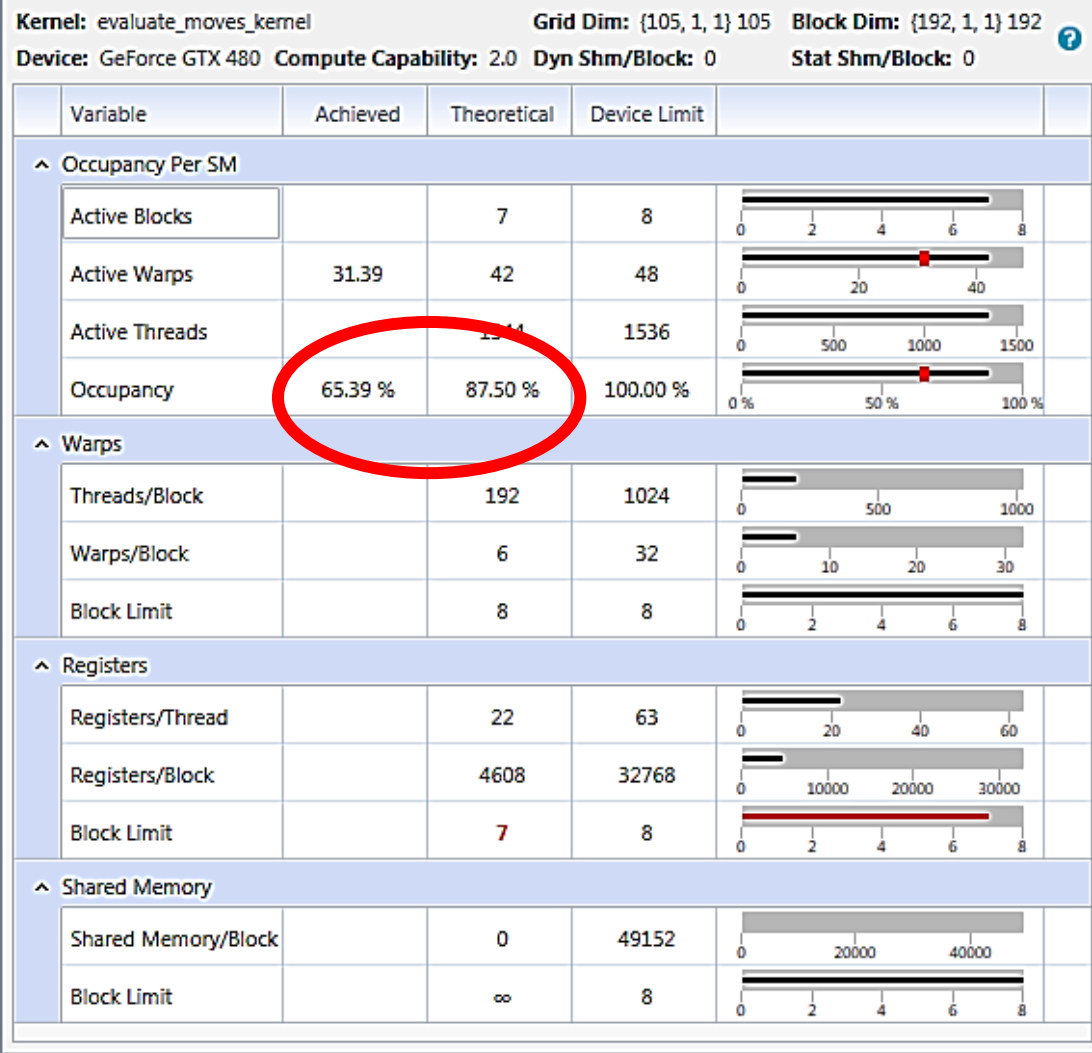 Kernel: evaluate_moves_kernel Grid Dim: {105, 1, 1} 105 Block Dim: {192, 1, 1} 192
Device: GeForce GTX 480 Compute Capability: 2.0 Dyn Shm/Block: 0 Stat Shm/Block: 0
?
Variable Achieved Theoretical Device Limit
Occupancy Per SM
Active Blocks 7 8
0 2 4 6 8
Active Warps 31.39 42 48
0 20 40
Active Threads 1536
0 500 1000 1500
Occupancy 65.39 % 87.50 % 100.00 %
0 % 50 % 100 %
Warps
Threads/Block 192 1024
0 500 1000
Warps/Block 6 32
0 10 20 30
Block Limit 8 8
0 2 4 6 8
Registers
Registers/Thread 22 63
0 20 40 60
Registers/Block 4608 32768
0 10000 20000 30000
Block Limit 7 8
0 2 4 6 8
Shared Memory
Shared Memory/Block 0 49152
0 20000 40000
Block Limit ∞ 8
0 2 4 6 8